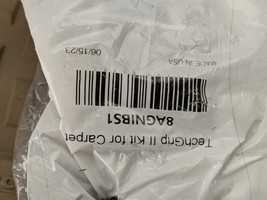 TechGrip II Kit for Carpet
8AGNIBS1
MADE IN USA
06/15/23